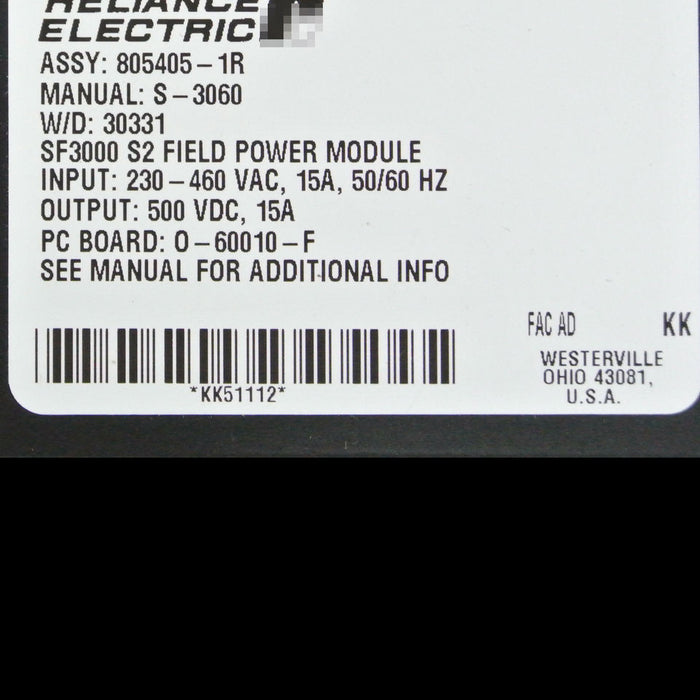 RELIANCE
ELECTRIC
ASSY: 805405-1R
MANUAL: S-3060
W/D: 30331
SF3000 S2 FIELD POWER MODULE
INPUT: 230-460 VAC, 15A, 50/60 HZ
OUTPUT: 500 VDC, 15A
PC BOARD: O-60010-F
SEE MANUAL FOR ADDITIONAL INFO
FAC AD KK
*KK51112*
WESTERVILLE
OHIO 43081,
U.S.A.